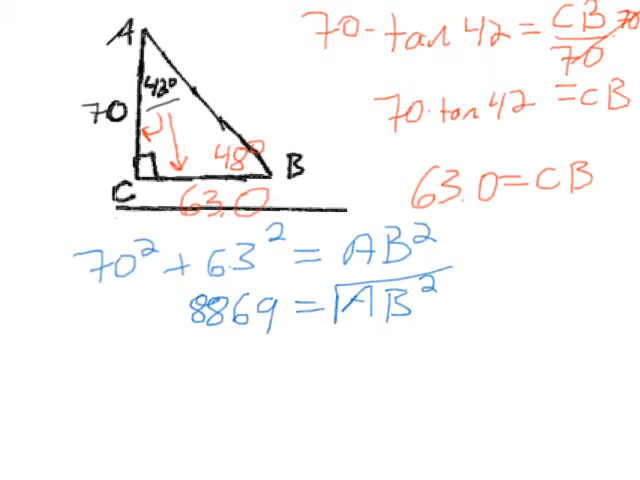 A
42°
70
48°
B
C
63.0
70 · tan 42 = CB/70 · 70
70 · tan 42 = CB
63.0 = CB
70² + 63² = AB²
8869 = √AB²